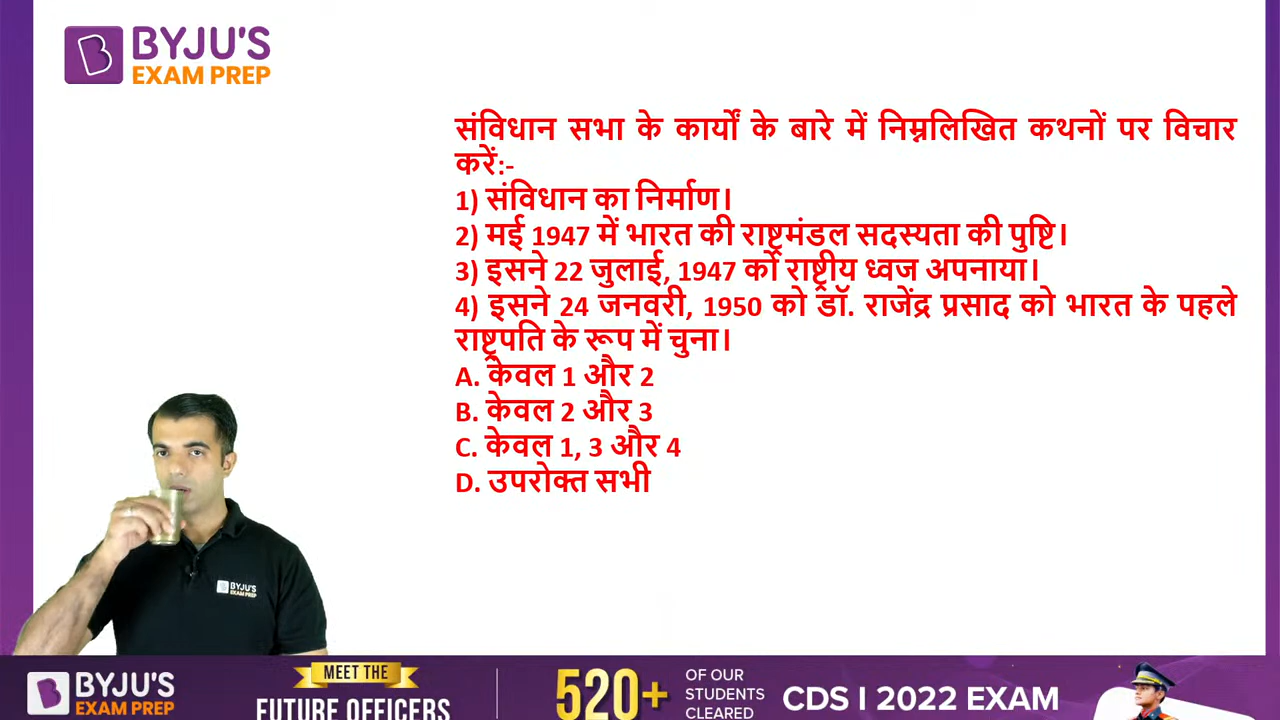 BYJU'S
EXAM PREP
संविधान सभा के कार्यों के बारे में निम्नलिखित कथनों पर विचार
करें:-
1) संविधान का निर्माण।
2) मई 1947 में भारत की राष्ट्रमंडल सदस्यता की पुष्टि।
3) इसने 22 जुलाई, 1947 को राष्ट्रीय ध्वज अपनाया।
4) इसने 24 जनवरी, 1950 को डॉ. राजेंद्र प्रसाद को भारत के पहले
राष्ट्रपति के रूप में चुना।
A. केवल 1 और 2
B. केवल 2 और 3
C. केवल 1, 3 और 4
D. उपरोक्त सभी
BYJU'S
EXAM PREP
BYJU'S
EXAM PREP
MEET THE
FUTURE OFFICERS
520+
OF OUR
STUDENTS
CLEARED
CDS I 2022 EXAM